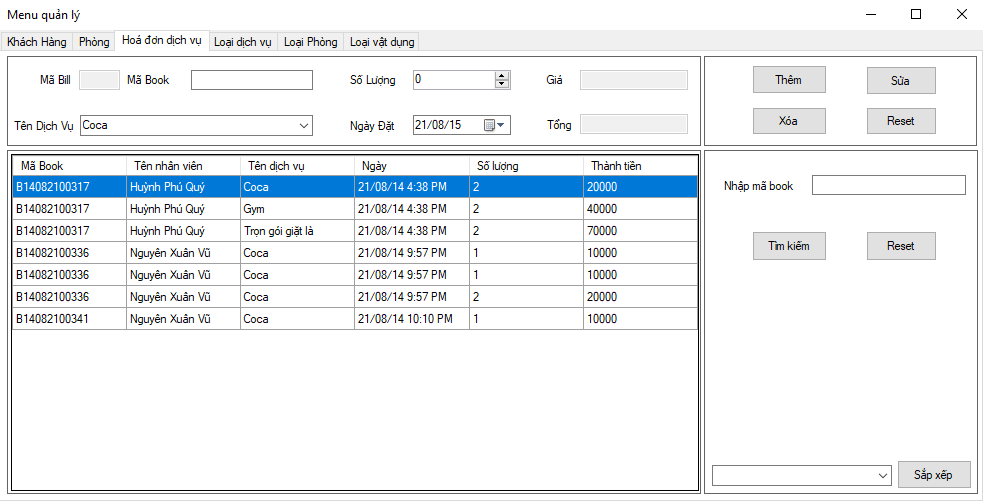 Menu quản lý
Khách Hàng Phòng Hoá đơn dịch vụ Loại dịch vụ Loại Phòng Loại vật dụng
Mã Bill Mã Book Số Lượng 0 Giá
Tên Dịch Vụ Coca Ngày Đặt 21/08/15 Tổng
Thêm Sửa
Xóa Reset
Mã Book Tên nhân viên Tên dịch vụ Ngày Số lượng Thành tiền
B14082100317 Huỳnh Phú Quý Coca 21/08/14 4:38 PM 2 20000
B14082100317 Huỳnh Phú Quý Gym 21/08/14 4:38 PM 2 40000
B14082100317 Huỳnh Phú Quý Trọn gói giặt là 21/08/14 4:38 PM 2 70000
B14082100336 Nguyên Xuân Vũ Coca 21/08/14 9:57 PM 1 10000
B14082100336 Nguyên Xuân Vũ Coca 21/08/14 9:57 PM 1 10000
B14082100336 Nguyên Xuân Vũ Coca 21/08/14 9:57 PM 2 20000
B14082100341 Nguyên Xuân Vũ Coca 21/08/14 10:10 PM 1 10000
Nhập mã book
Tìm kiếm Reset
Sắp xếp